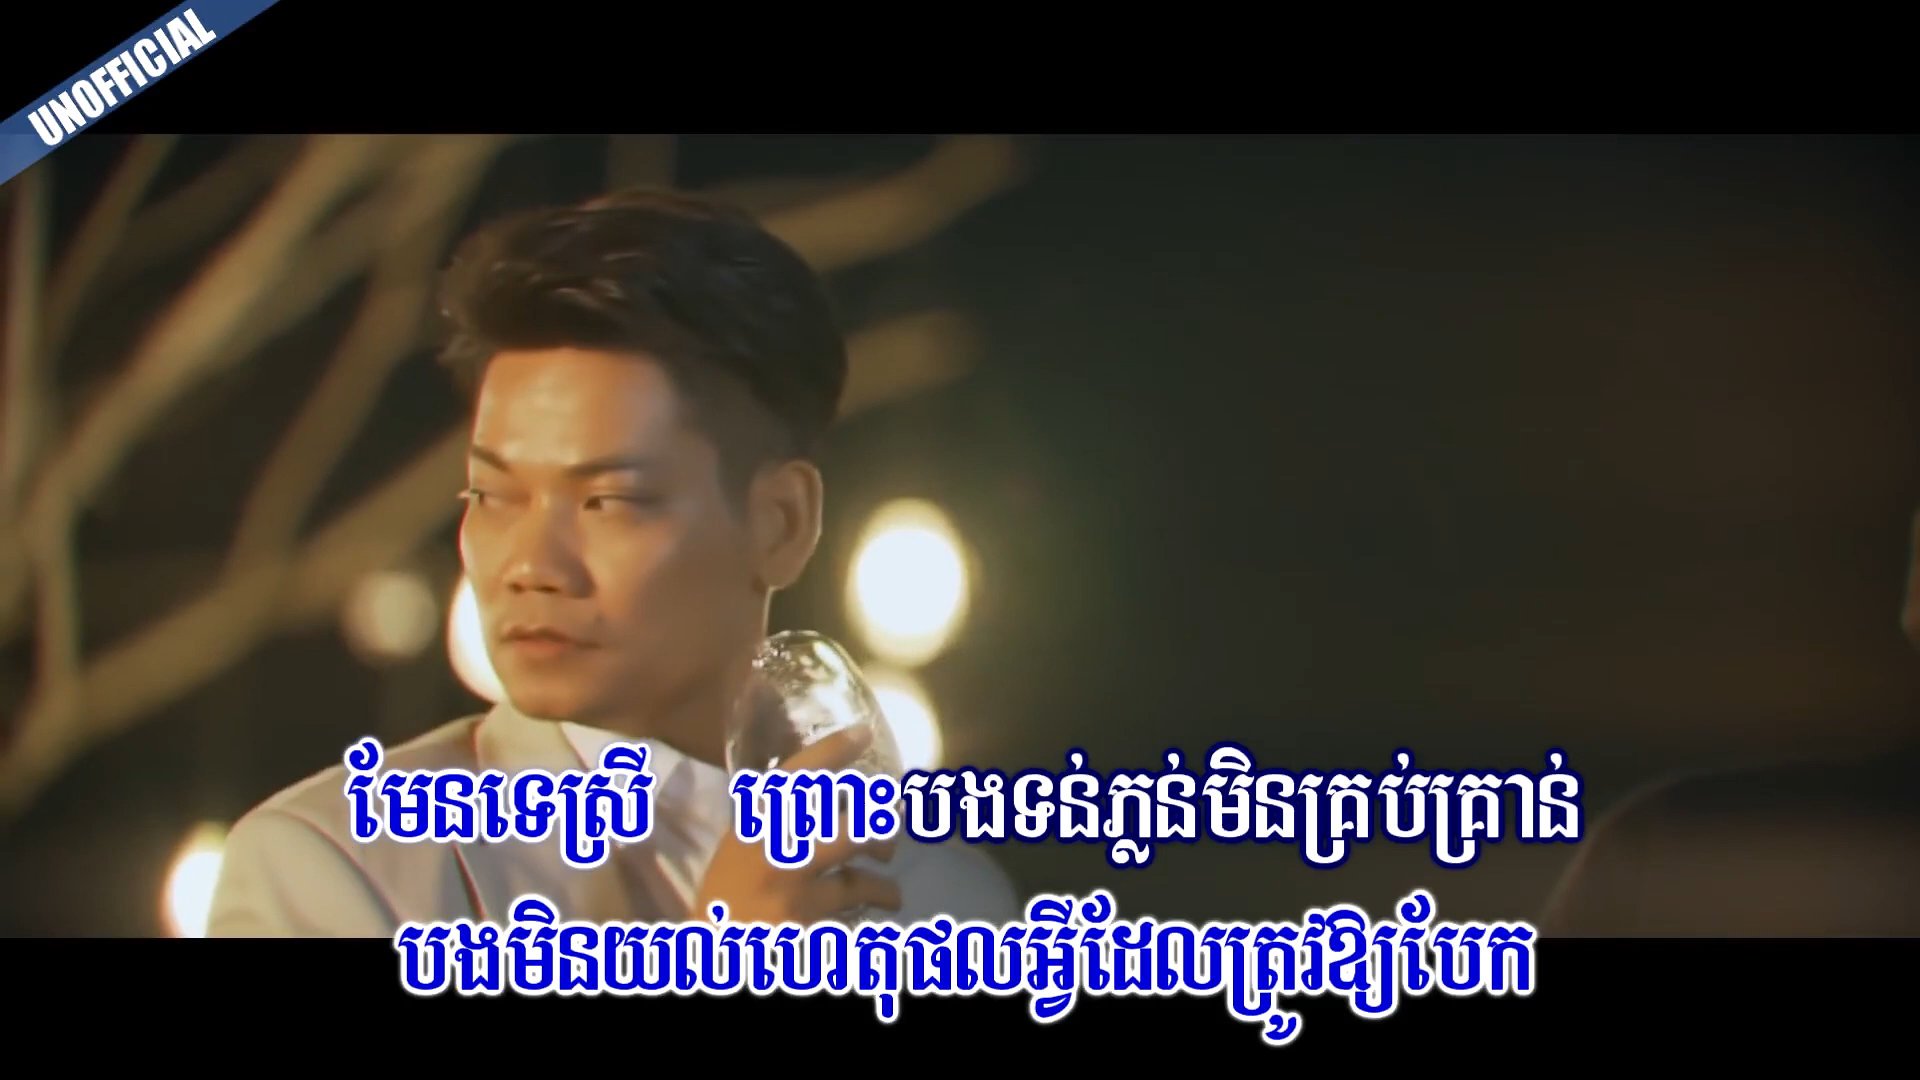 UNOFFICIAL
មែនទេស្រី ព្រោះបងទន់ភ្លន់មិនគ្រប់គ្រាន់
បងមិនយល់ហេតុផលអ្វីដែលត្រូវឱ្យបែក